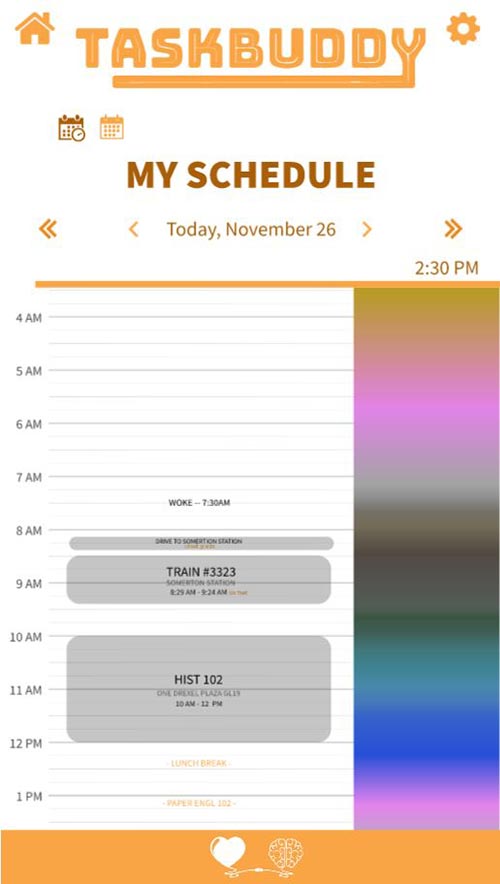 TASKBUDDY
MY SCHEDULE
Today, November 26
2:30 PM
4 AM
5 AM
6 AM
7 AM
WOKE -- 7:30AM
8 AM
DRIVE TO SOMERTION STATION
TRAIN #3323
SOMERTON STATION
9 AM
8:29 AM - 9:24 AM
10 AM
HIST 102
11 AM
ONE DREXEL PLAZA GL19
10 AM - 12 PM
12 PM
- LUNCH BREAK -
1 PM
- PAPER ENGL 102 -